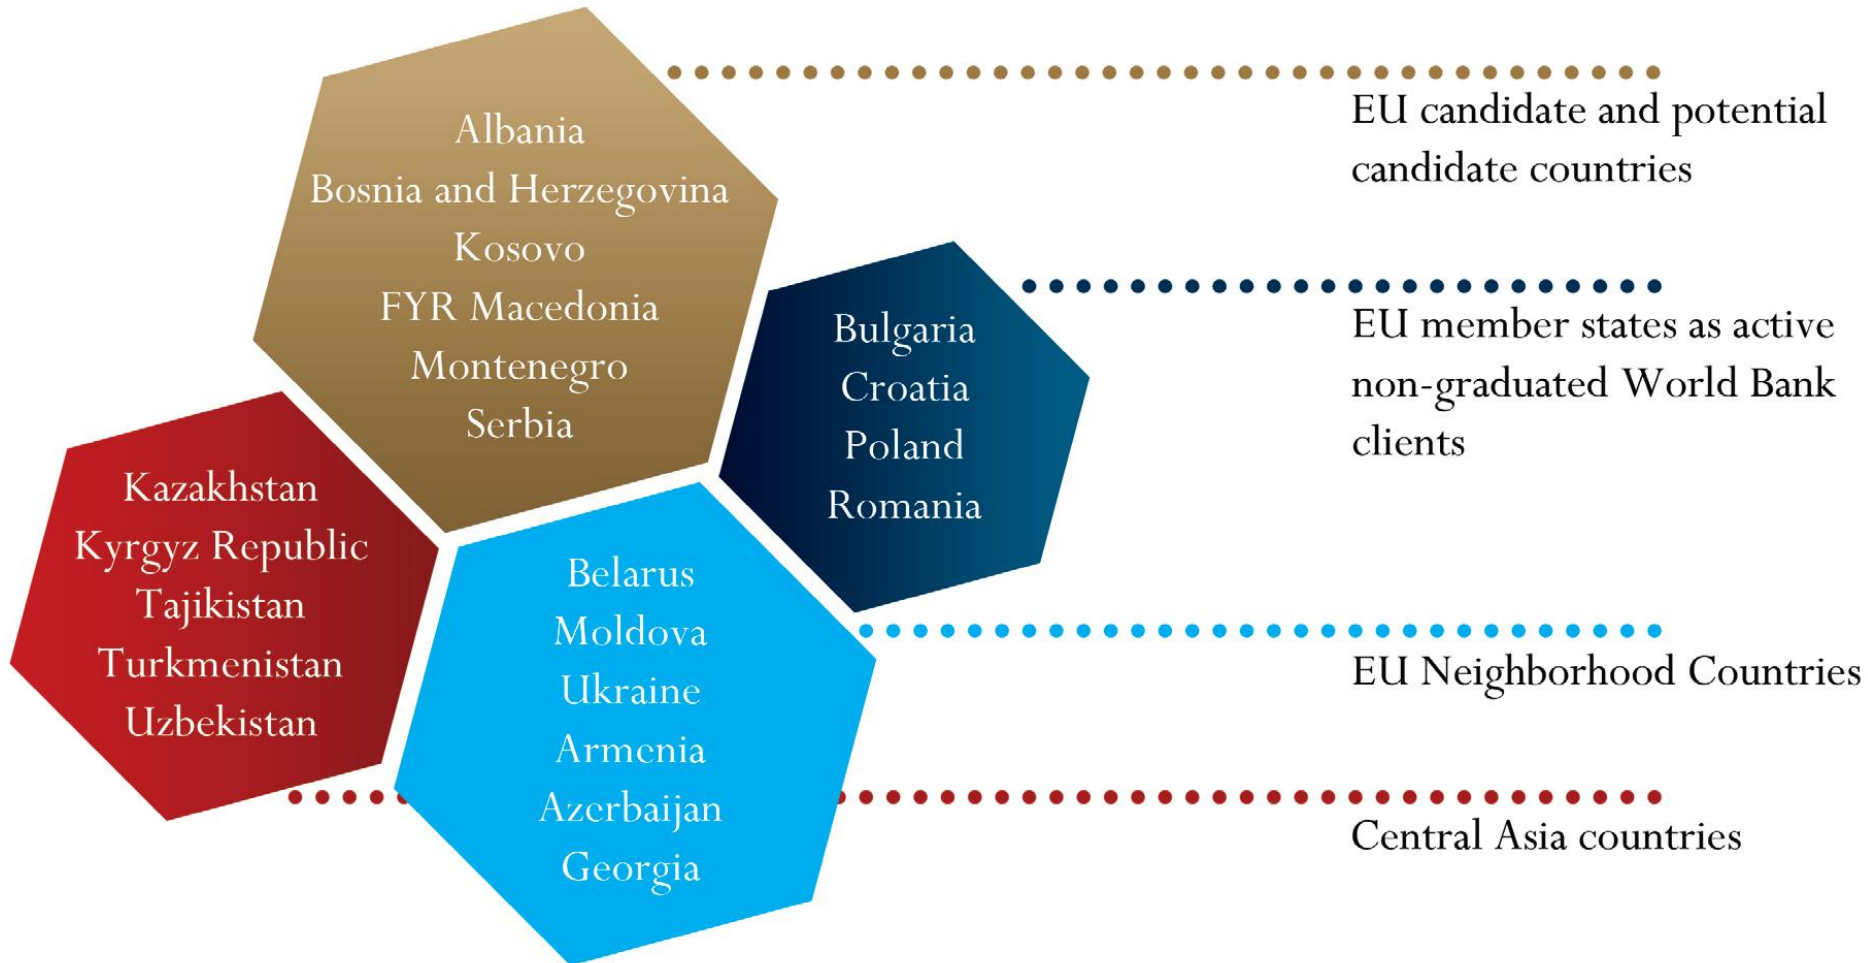 Albania
Bosnia and Herzegovina
Kosovo
FYR Macedonia
Montenegro
Serbia
EU candidate and potential
candidate countries
Bulgaria
Croatia
Poland
Romania
EU member states as active
non-graduated World Bank
clients
Belarus
Moldova
Ukraine
Armenia
Azerbaijan
Georgia
EU Neighborhood Countries
Kazakhstan
Kyrgyz Republic
Tajikistan
Turkmenistan
Uzbekistan
Central Asia countries